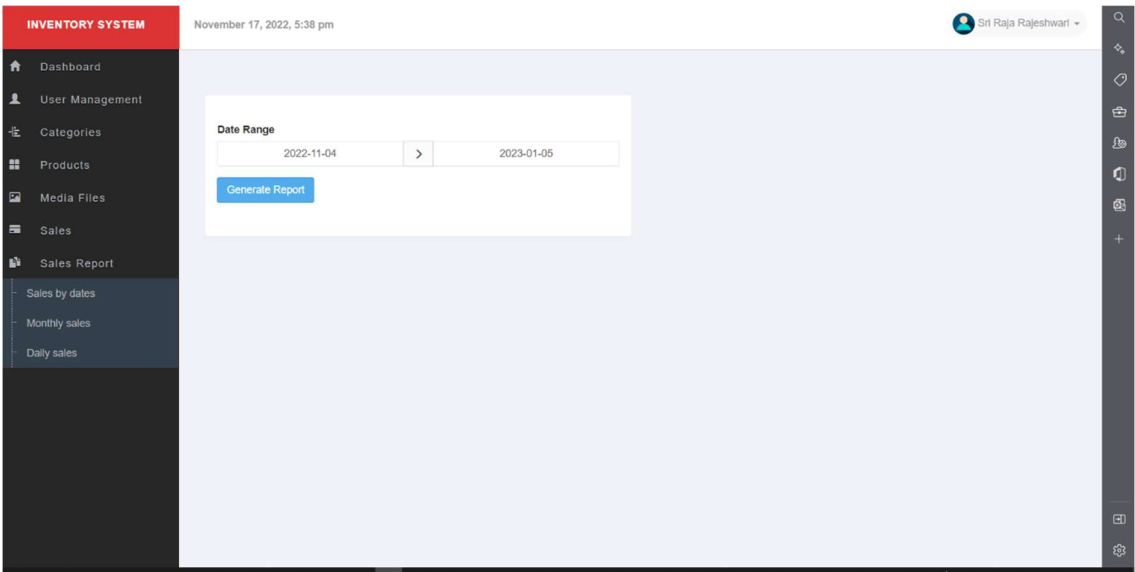 INVENTORY SYSTEM
November 17, 2022, 5:38 pm
Sri Raja Rajeshwari
Dashboard
User Management
Categories
Products
Media Files
Sales
Sales Report
Sales by dates
Monthly sales
Daily sales
Date Range
2022-11-04
2023-01-05
Generate Report